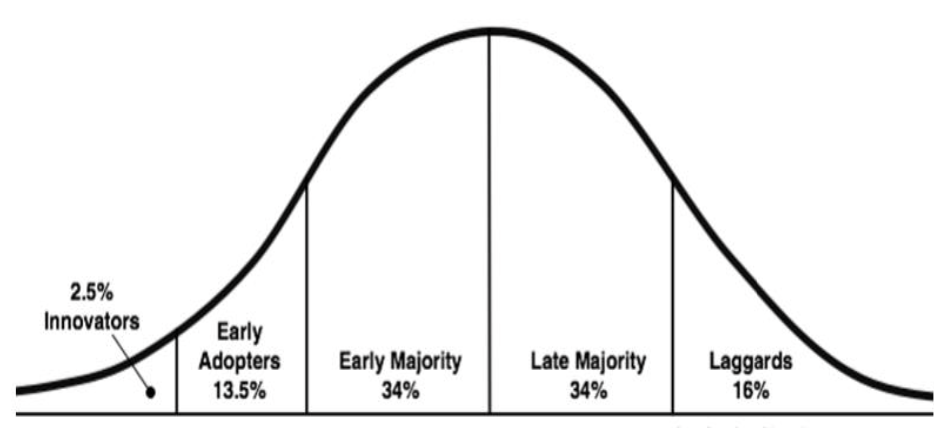 2.5%
Innovators
Early
Adopters
13.5%
Early Majority
34%
Late Majority
34%
Laggards
16%